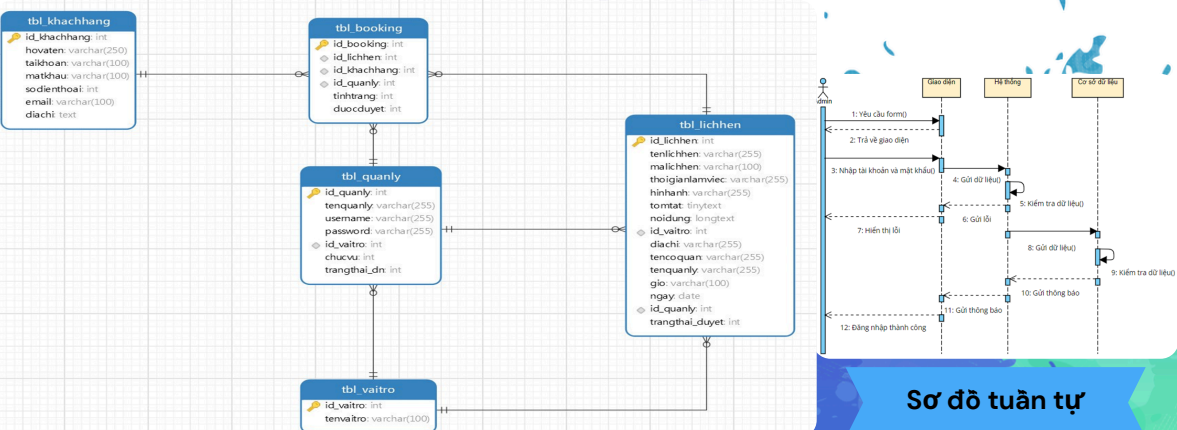 tbl_khachhang
id_khachhang: int
hovaten: varchar(250)
taikhoan: varchar(100)
matkhau: varchar(100)
sodienthoai: int
email: varchar(100)
diachi: text
tbl_booking
id_booking: int
id_lichhen: int
id_khachhang: int
id_quanly: int
tinhtrang: int
duocduyet: int
tbl_quanly
id_quanly: int
tenquanly: varchar(255)
username: varchar(255)
password: varchar(255)
id_vaitro: int
chucvu: int
trangthai_dn: int
tbl_vaitro
id_vaitro: int
tenvaitro: varchar(100)
tbl_lichhen
id_lichhen: int
tenlichhen: varchar(255)
malichhen: varchar(100)
thoigianlamviec: varchar(255)
hinhanh: varchar(255)
tomtat: tinytext
noidung: longtext
id_vaitro: int
diachi: varchar(255)
tencoquan: varchar(255)
tenquanly: varchar(255)
gio: varchar(100)
ngay: date
id_quanly: int
trangthai_duyet: int
Admin
Giao diện
Hệ thống
Cơ sở dữ liệu
1: Yêu cầu form()
2: Trả về giao diện
3: Nhập tài khoản và mật khẩu()
4: Gửi dữ liệu()
5: Kiểm tra dữ liệu()
6: Gửi lỗi
7: Hiển thị lỗi
8: Gửi dữ liệu()
9: Kiểm tra dữ liệu()
10: Gửi thông báo
11: Gửi thông báo
12: Đăng nhập thành công
Sơ đồ tuần tự